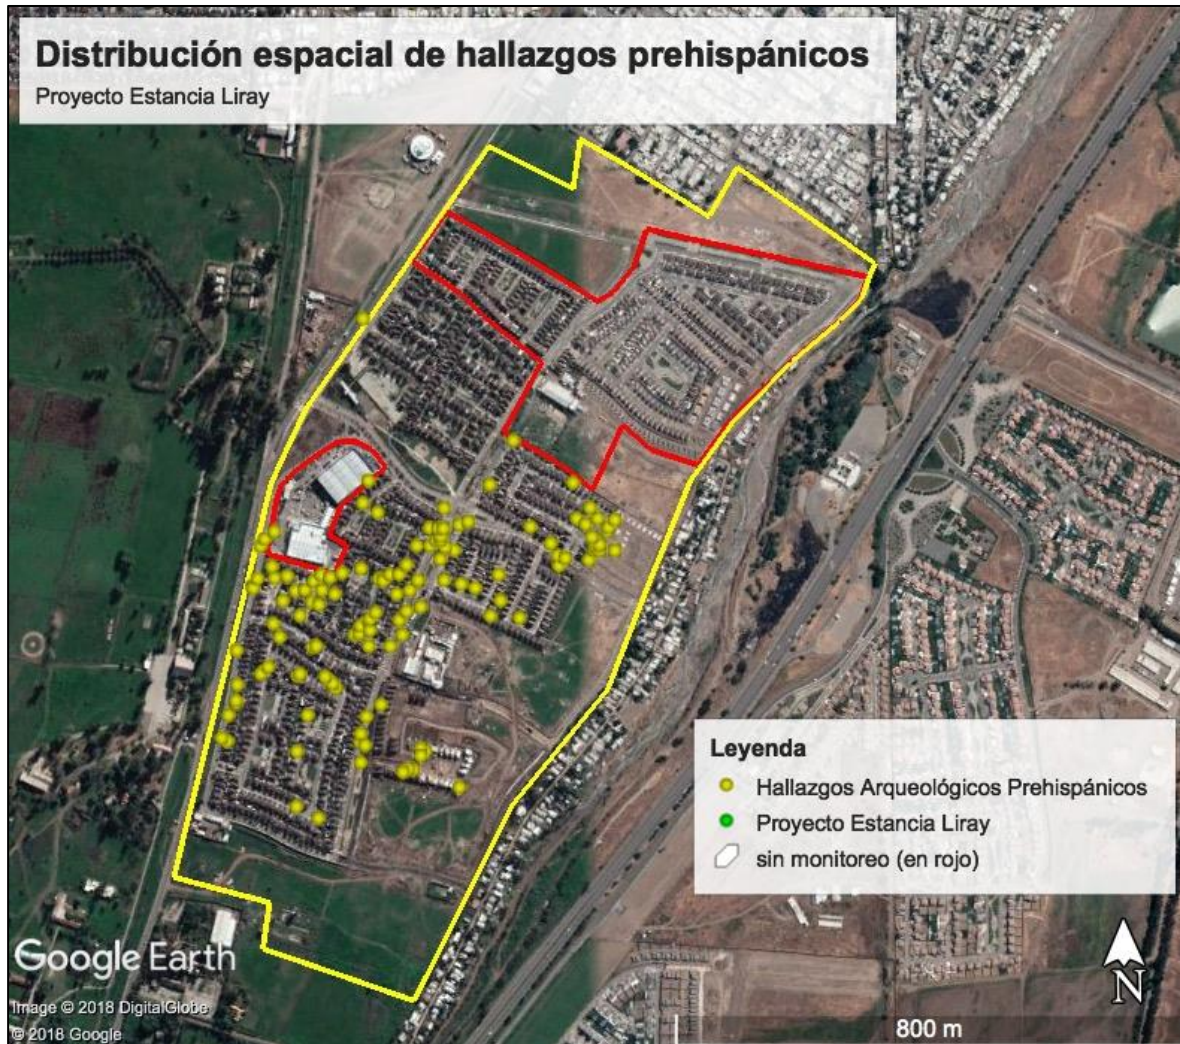 Distribución espacial de hallazgos prehispánicos
Proyecto Estancia Liray
Leyenda
Hallazgos Arqueológicos Prehispánicos
Proyecto Estancia Liray
sin monitoreo (en rojo)
Google Earth
N
Image © 2018 DigitalGlobe
© 2018 Google
800 m